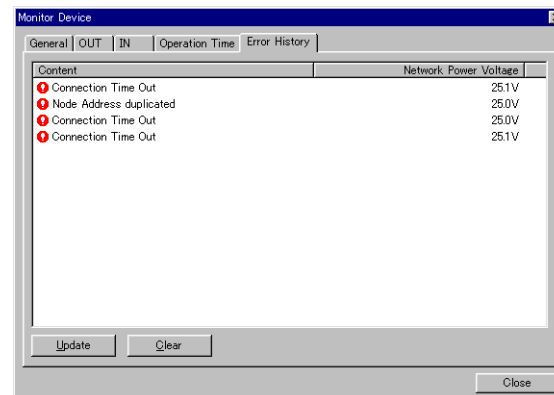 Monitor Device
General OUT IN Operation Time Error History
Content Network Power Voltage
Connection Time Out 25.1V
Node Address duplicated 25.0V
Connection Time Out 25.0V
Connection Time Out 25.1V
Update Clear
Close